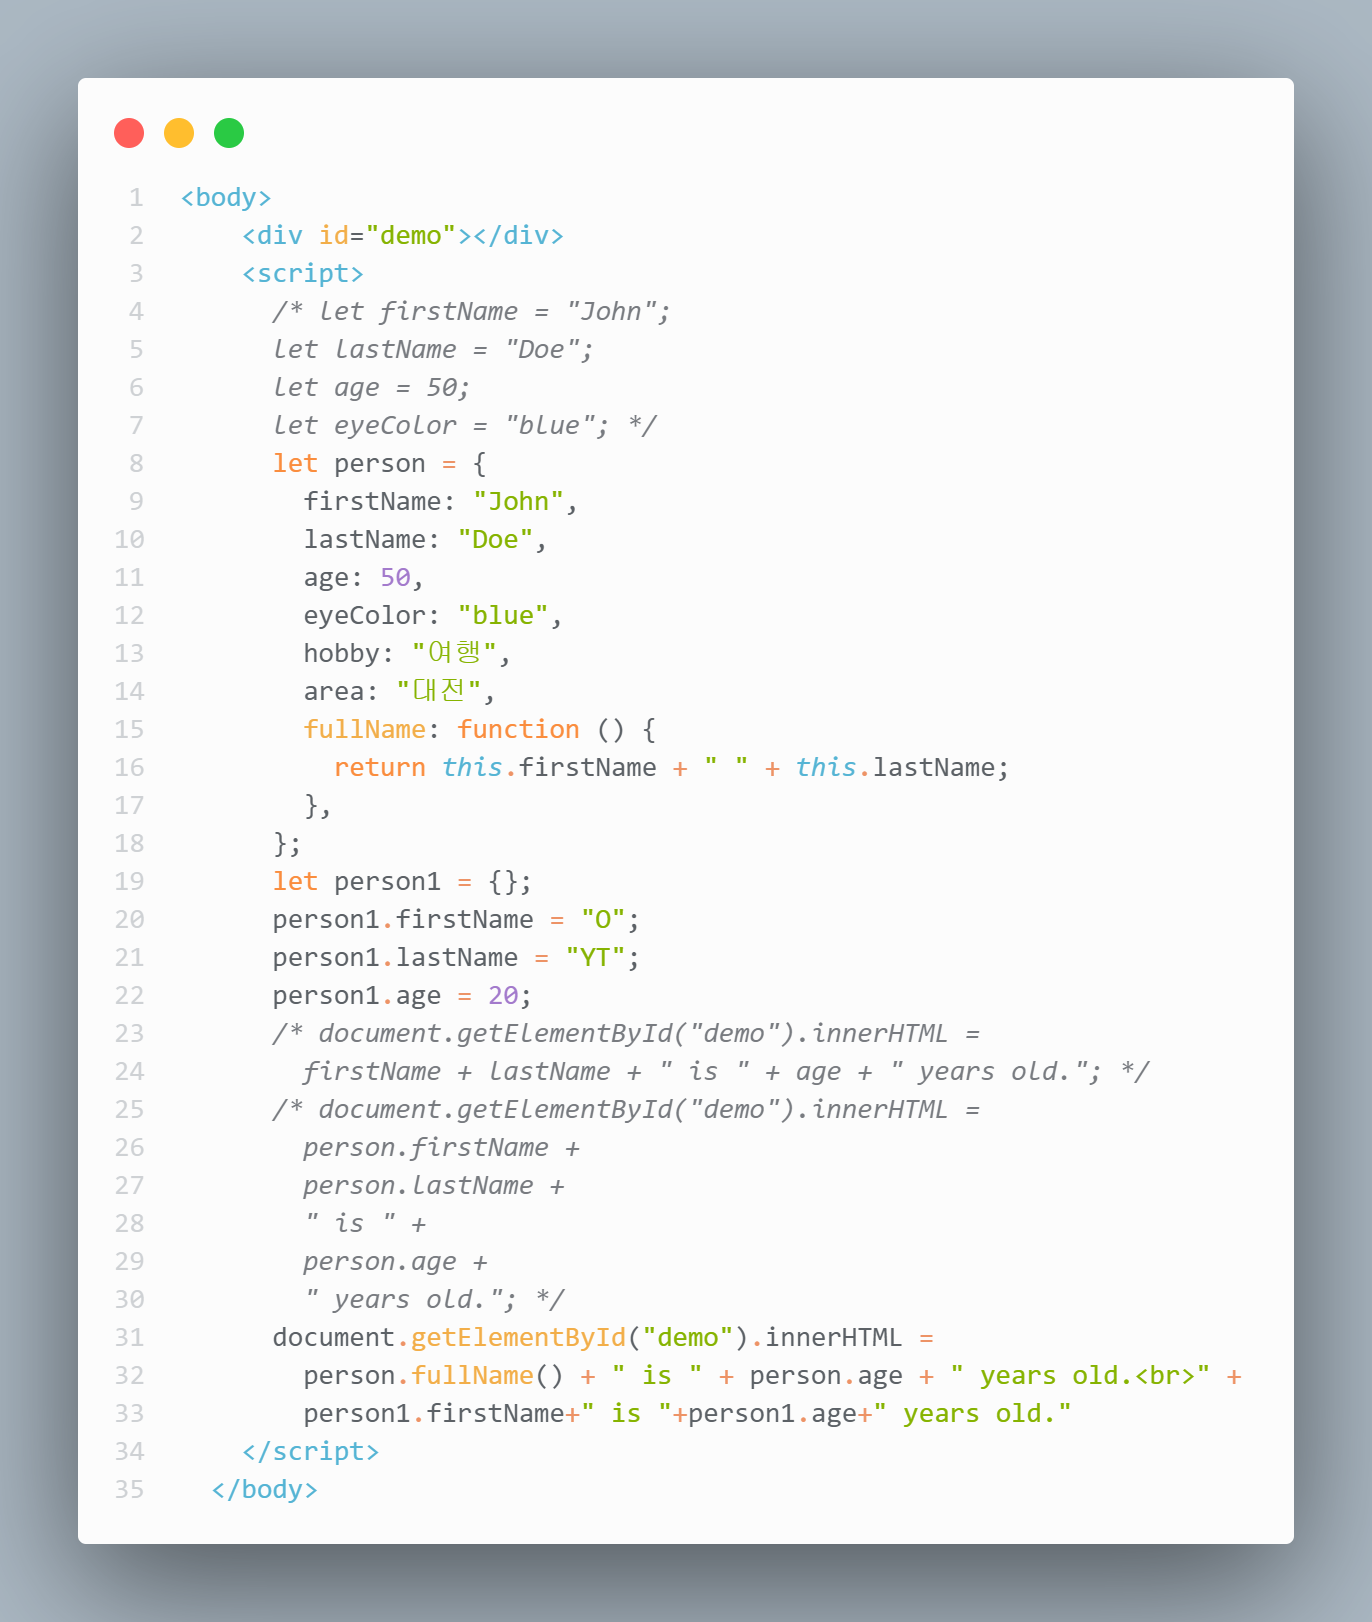 1 <body>
2     <div id="demo"></div>
3     <script>
4       /* let firstName = "John";
5       let lastName = "Doe";
6       let age = 50;
7       let eyeColor = "blue"; */
8       let person = {
9         firstName: "John",
10         lastName: "Doe",
11         age: 50,
12         eyeColor: "blue",
13         hobby: "여행",
14         area: "대전",
15         fullName: function () {
16           return this.firstName + " " + this.lastName;
17         },
18       };
19       let person1 = {};
20       person1.firstName = "O";
21       person1.lastName = "YT";
22       person1.age = 20;
23       /* document.getElementById("demo").innerHTML =
24         firstName + lastName + " is " + age + " years old."; */
25       /* document.getElementById("demo").innerHTML =
26         person.firstName +
27         person.lastName +
28         " is " +
29         person.age +
30         " years old."; */
31       document.getElementById("demo").innerHTML =
32         person.fullName() + " is " + person.age + " years old.<br>" +
33         person1.firstName+" is "+person1.age+" years old."
34     </script>
35   </body>